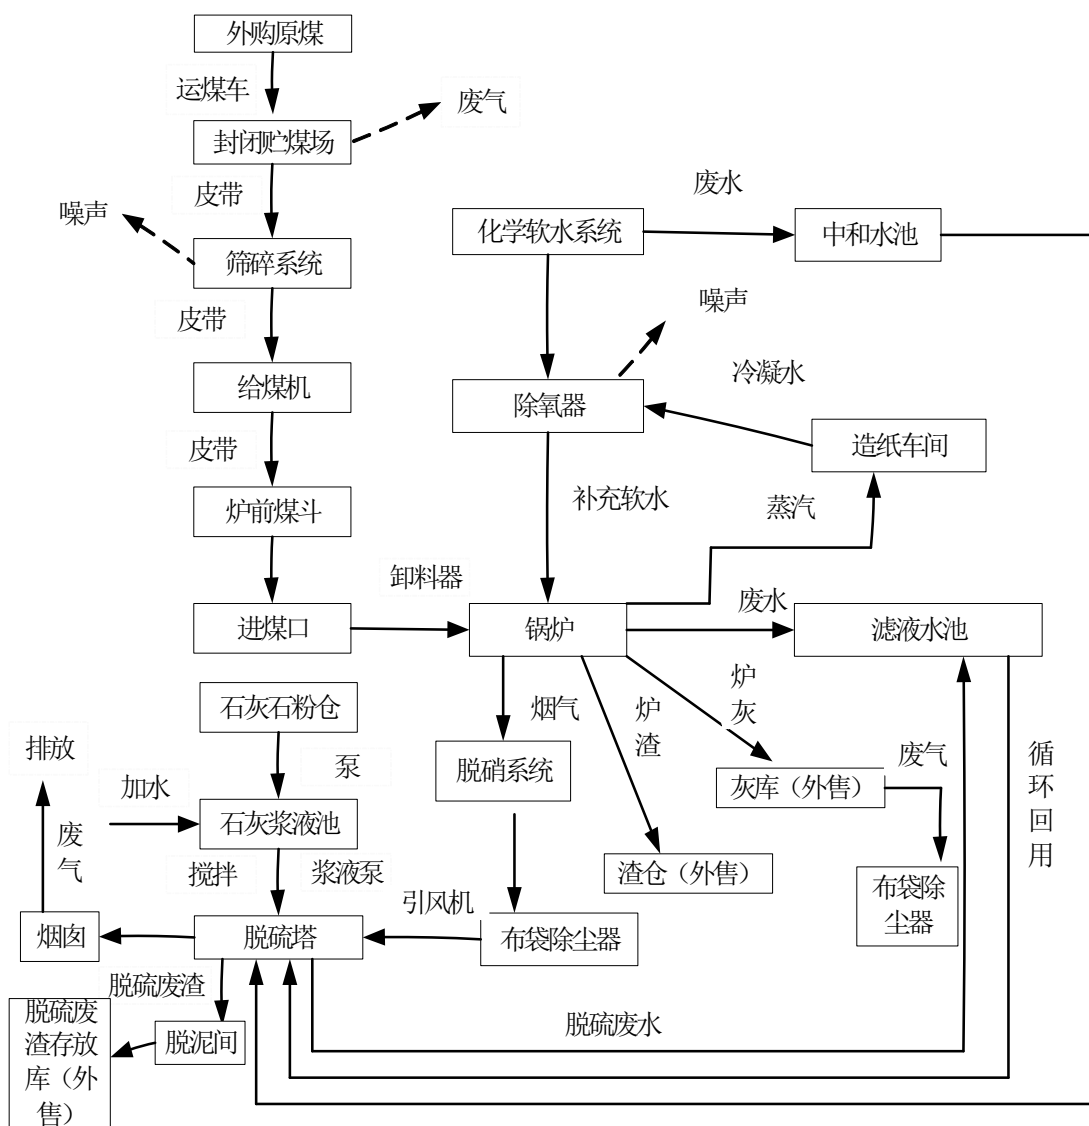 外购原煤
运煤车
废气
封闭贮煤场
皮带
废水
噪声
化学软水系统
中和水池
筛碎系统
皮带
噪声
冷凝水
给煤机
除氧器
皮带
造纸车间
炉前煤斗
补充软水
蒸汽
卸料器
废水
进煤口
锅炉
滤液水池
石灰石粉仓
烟气
炉
渣
炉
灰
排放
泵
脱硝系统
废气
循
环
回
用
加水
灰库（外售）
石灰浆液池
废
气
搅拌
浆液泵
渣仓（外售）
布袋除
尘器
引风机
烟囱
脱硫塔
布袋除尘器
脱硫废渣
脱硫废
渣存放
库（外
售）
脱泥间
脱硫废水